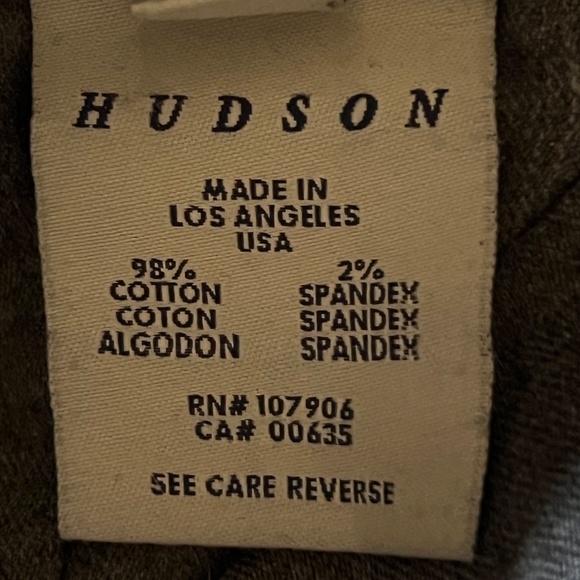 HUDSON
MADE IN
LOS ANGELES
USA
98% 2%
COTTON SPANDEX
COTON SPANDEX
ALGODON SPANDEX
RN# 107906
CA# 00635
SEE CARE REVERSE